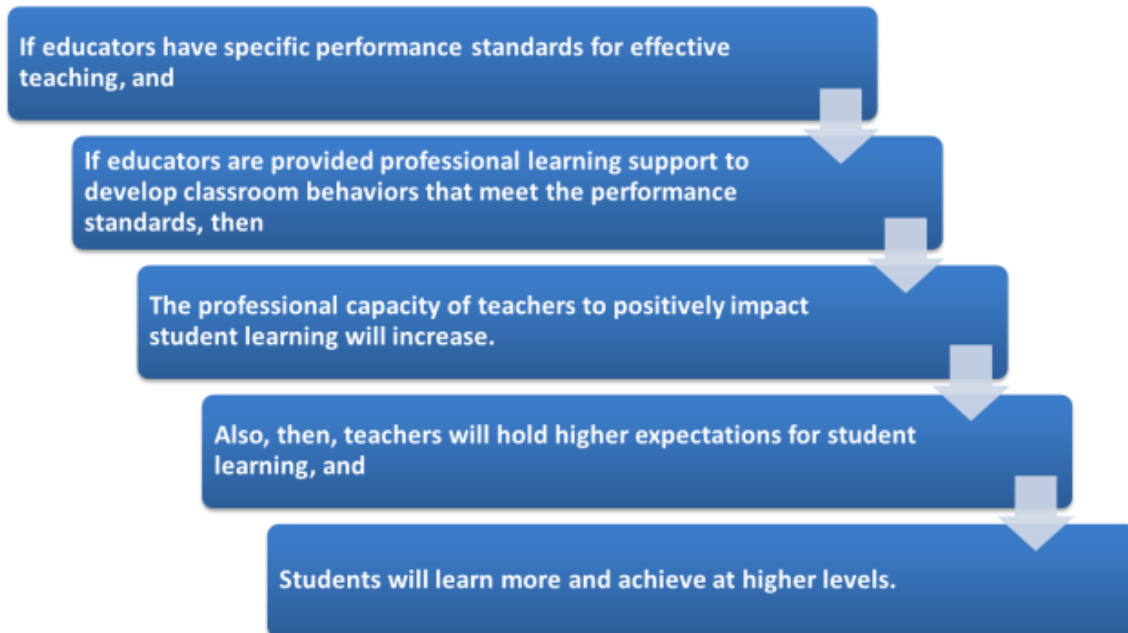 If educators have specific performance standards for effective
teaching, and
If educators are provided professional learning support to
develop classroom behaviors that meet the performance
standards, then
The professional capacity of teachers to positively impact
student learning will increase.
Also, then, teachers will hold higher expectations for student
learning, and
Students will learn more and achieve at higher levels.